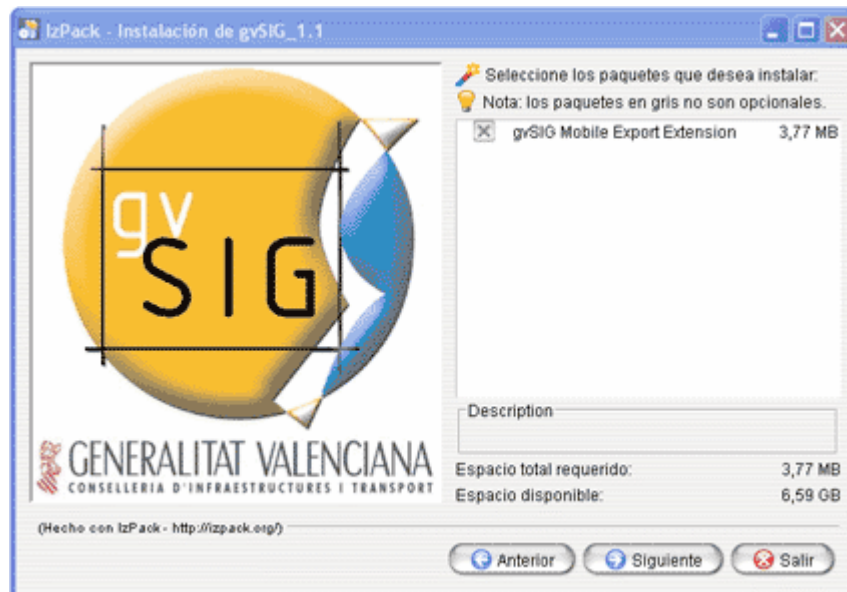 IzPack - Instalación de gvSIG_1.1
gv
SIG
GENERALITAT VALENCIANA
CONSELLERIA D'INFRAESTRUCTURES I TRANSPORT
Seleccione los paquetes que desea instalar:
Nota: los paquetes en gris no son opcionales.
gvSIG Mobile Export Extension 3,77 MB
Description
Espacio total requerido: 3,77 MB
Espacio disponible: 6,59 GB
(Hecho con IzPack - http://izpack.org/)
Anterior Siguiente Salir